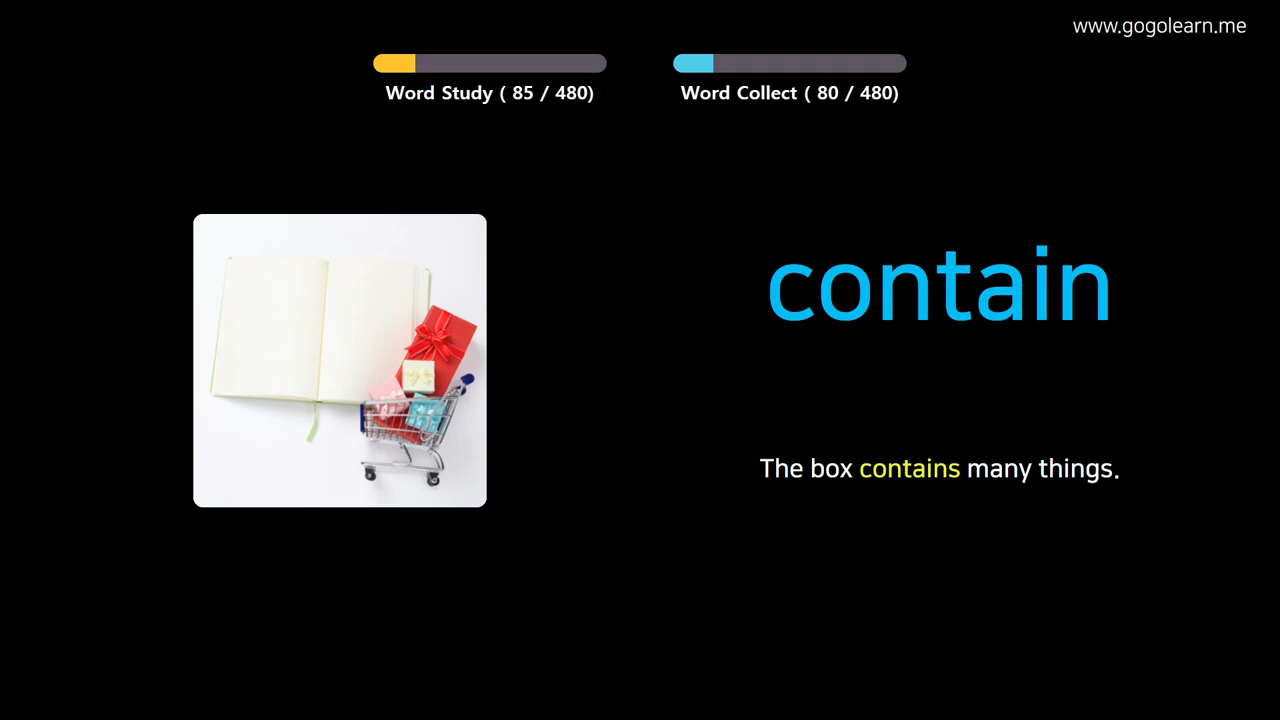 www.gogolearn.me
Word Study ( 85 / 480)
Word Collect ( 80 / 480)
contain
The box contains many things.